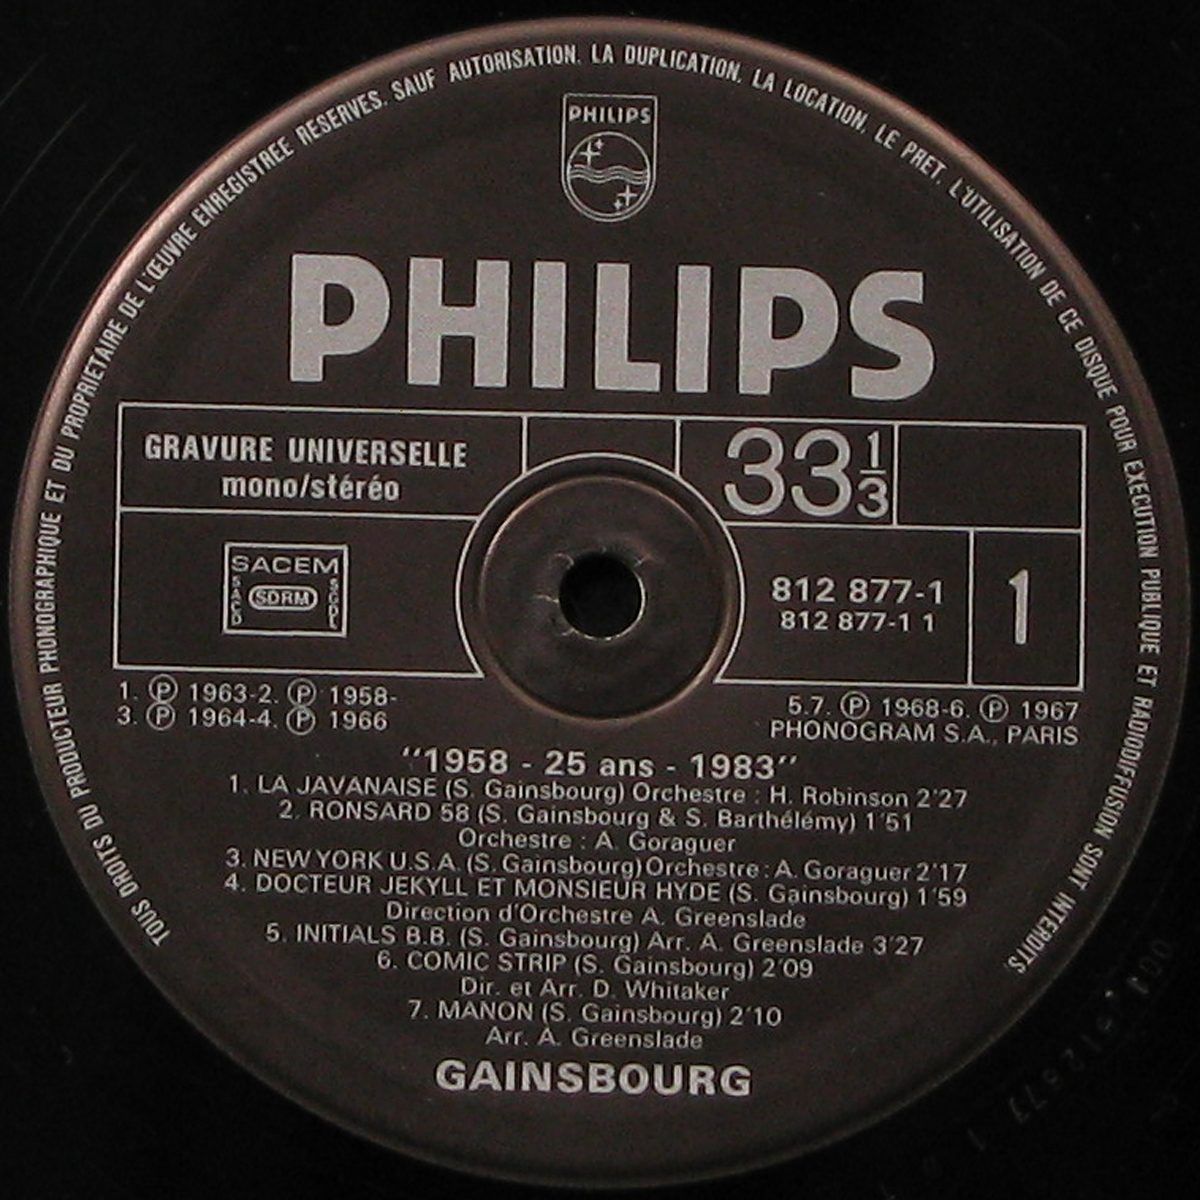 TOUS DROITS DU PRODUCTEUR PHONOGRAPHIQUE ET DU PROPRIETAIRE DE L'ŒUVRE ENREGISTREE RESERVES. SAUF AUTORISATION. LA DUPLICATION, LA LOCATION, LE PRET, L'UTILISATION DE CE DISQUE POUR EXECUTION PUBLIQUE ET RADIODIFFUSION SONT INTERDITS.
PHILIPS
PHILIPS
GRAVURE UNIVERSELLE
mono/stéréo
33 1/3
SACEM
SACD
SDRM
SGDL
812 877-1
812 877-1 1
1
1. Ⓟ 1963-2. Ⓟ 1958-
3. Ⓟ 1964-4. Ⓟ 1966
5.7. Ⓟ 1968-6. Ⓟ 1967
PHONOGRAM S.A., PARIS
"1958 - 25 ans - 1983"
1. LA JAVANAISE (S. Gainsbourg) Orchestre : H. Robinson 2'27
2. RONSARD 58 (S. Gainsbourg & S. Barthélémy) 1'51
Orchestre : A. Goraguer
3. NEW YORK U.S.A. (S. Gainsbourg) Orchestre : A. Goraguer 2'17
4. DOCTEUR JEKYLL ET MONSIEUR HYDE (S. Gainsbourg) 1'59
Direction d'Orchestre A. Greenslade
5. INITIALS B.B. (S. Gainsbourg) Arr. A. Greenslade 3'27
6. COMIC STRIP (S. Gainsbourg) 2'09
Dir. et Arr. D. Whitaker
7. MANON (S. Gainsbourg) 2'10
Arr. A. Greenslade
GAINSBOURG